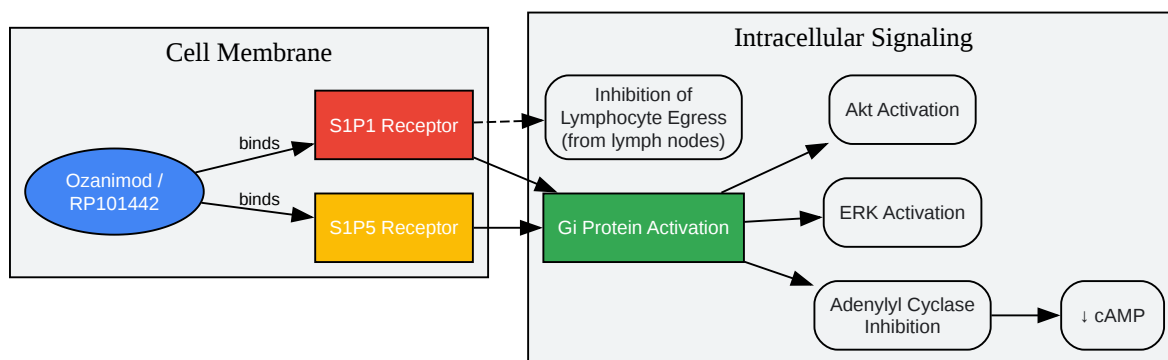 Cell Membrane
Ozanimod /
RP101442
binds
binds
S1P1 Receptor
S1P5 Receptor
Intracellular Signaling
Inhibition of
Lymphocyte Egress
(from lymph nodes)
Gi Protein Activation
Akt Activation
ERK Activation
Adenylyl Cyclase
Inhibition
↓ cAMP